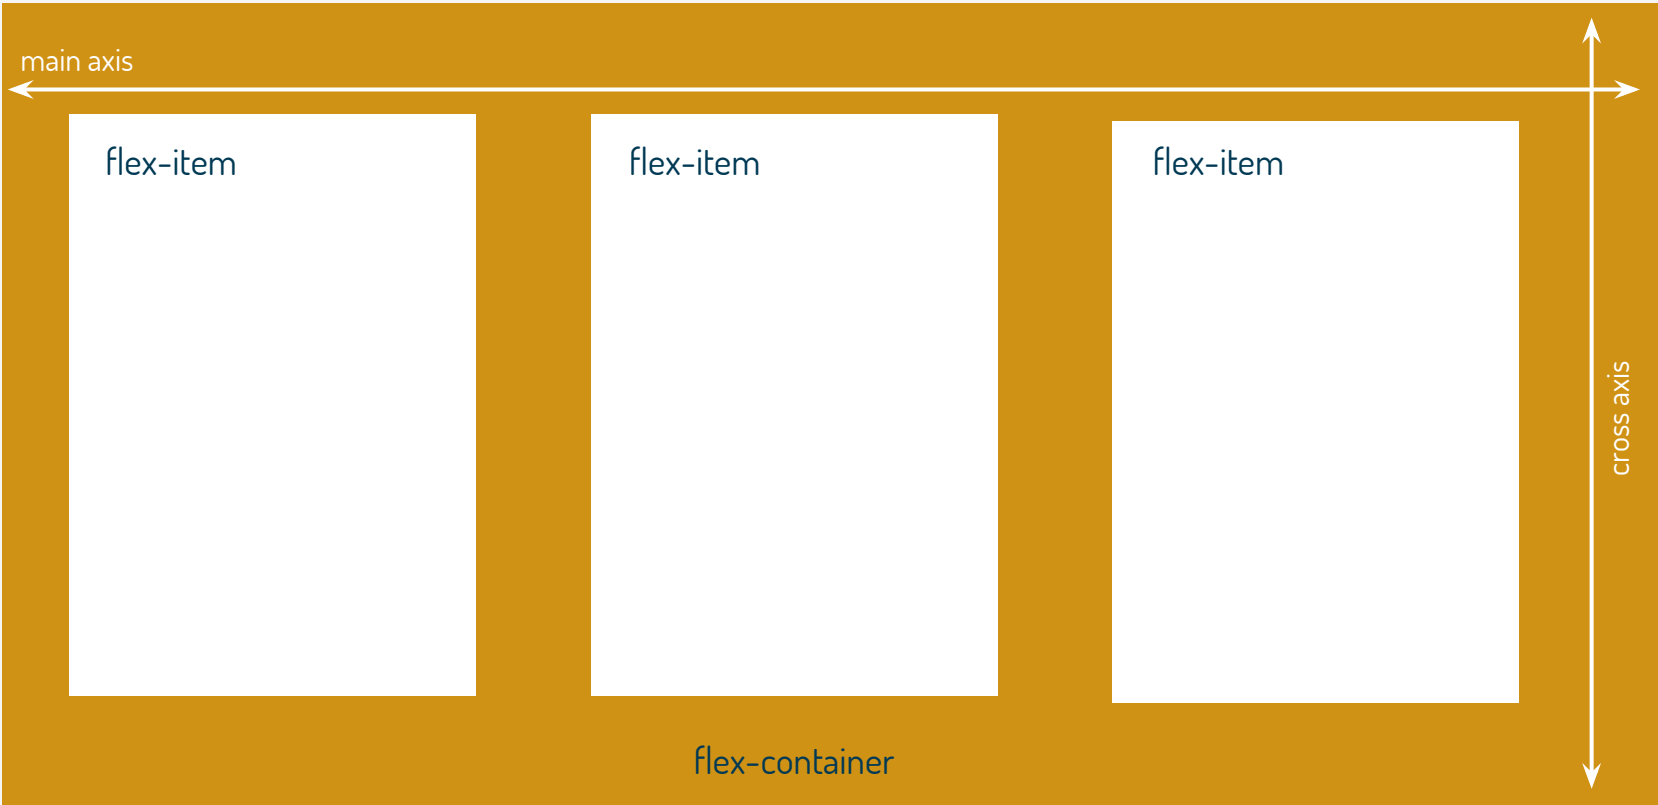 main axis
flex-item
flex-item
flex-item
cross axis
flex-container